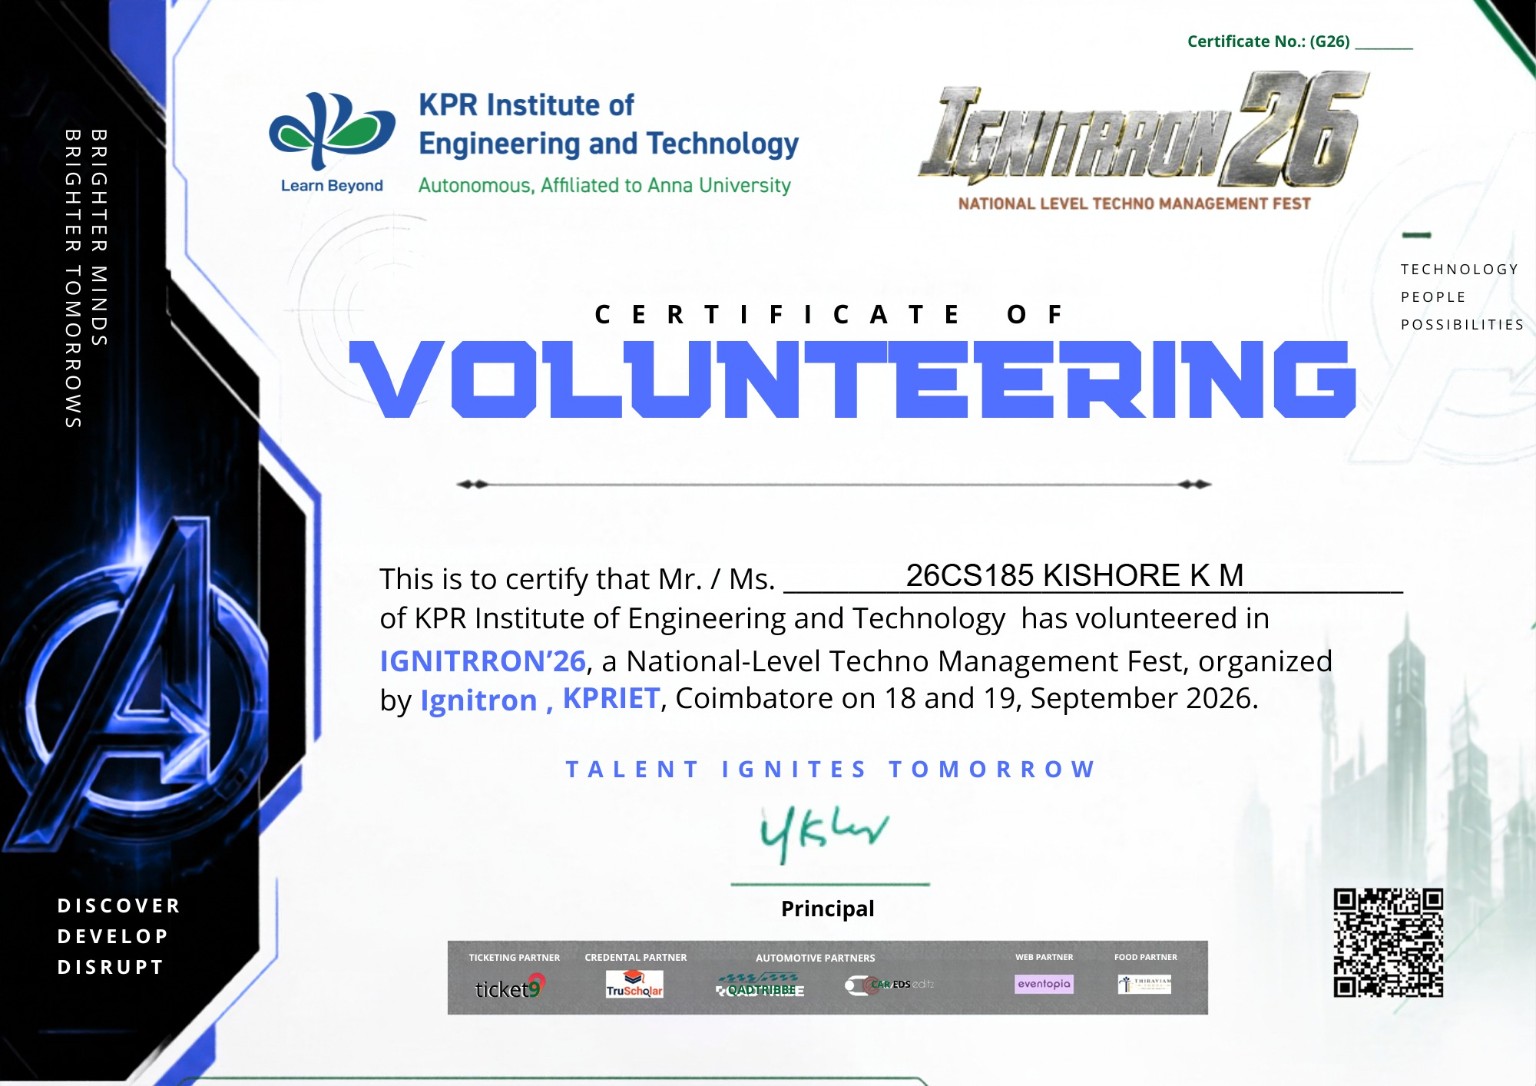 Certificate No.: (G26) ________
KPR Institute of
Engineering and Technology
Learn Beyond
Autonomous, Affiliated to Anna University
IGNITRRON 26
NATIONAL LEVEL TECHNO MANAGEMENT FEST
BRIGHTER MINDS
BRIGHTER TOMORROWS
TECHNOLOGY
PEOPLE
POSSIBILITIES
CERTIFICATE OF
VOLUNTEERING
This is to certify that Mr. / Ms. 26CS185 KISHORE K M
of KPR Institute of Engineering and Technology has volunteered in
IGNITRRON’26, a National-Level Techno Management Fest, organized
by Ignitron , KPRIET, Coimbatore on 18 and 19, September 2026.
TALENT IGNITES TOMORROW
Principal
DISCOVER
DEVELOP
DISRUPT
TICKETING PARTNER CREDENTAL PARTNER AUTOMOTIVE PARTNERS WEB PARTNER FOOD PARTNER
ticket9 TruScholar eventopia